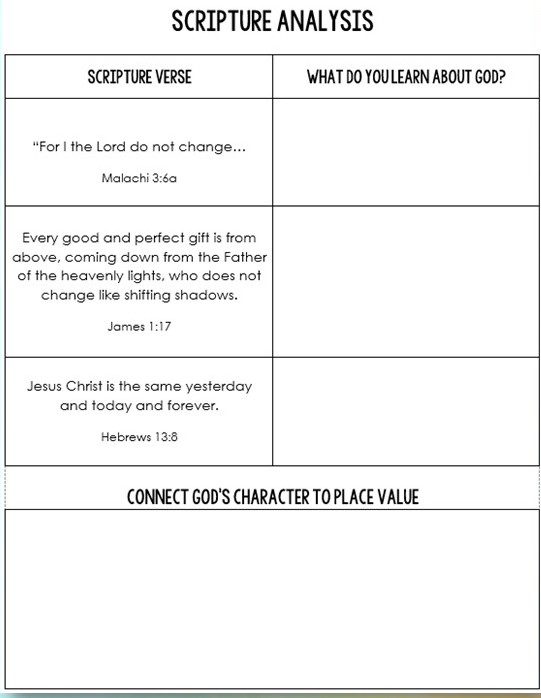 SCRIPTURE ANALYSIS
SCRIPTURE VERSE
WHAT DO YOU LEARN ABOUT GOD?
“For I the Lord do not change…
Malachi 3:6a
Every good and perfect gift is from
above, coming down from the Father
of the heavenly lights, who does not
change like shifting shadows.
James 1:17
Jesus Christ is the same yesterday
and today and forever.
Hebrews 13:8
CONNECT GOD'S CHARACTER TO PLACE VALUE